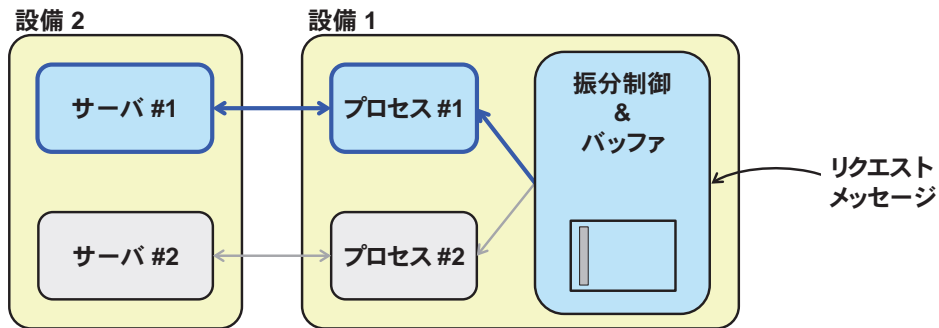 設備 2
設備 1
サーバ #1
プロセス #1
振分制御
&
バッファ
リクエスト
メッセージ
サーバ #2
プロセス #2